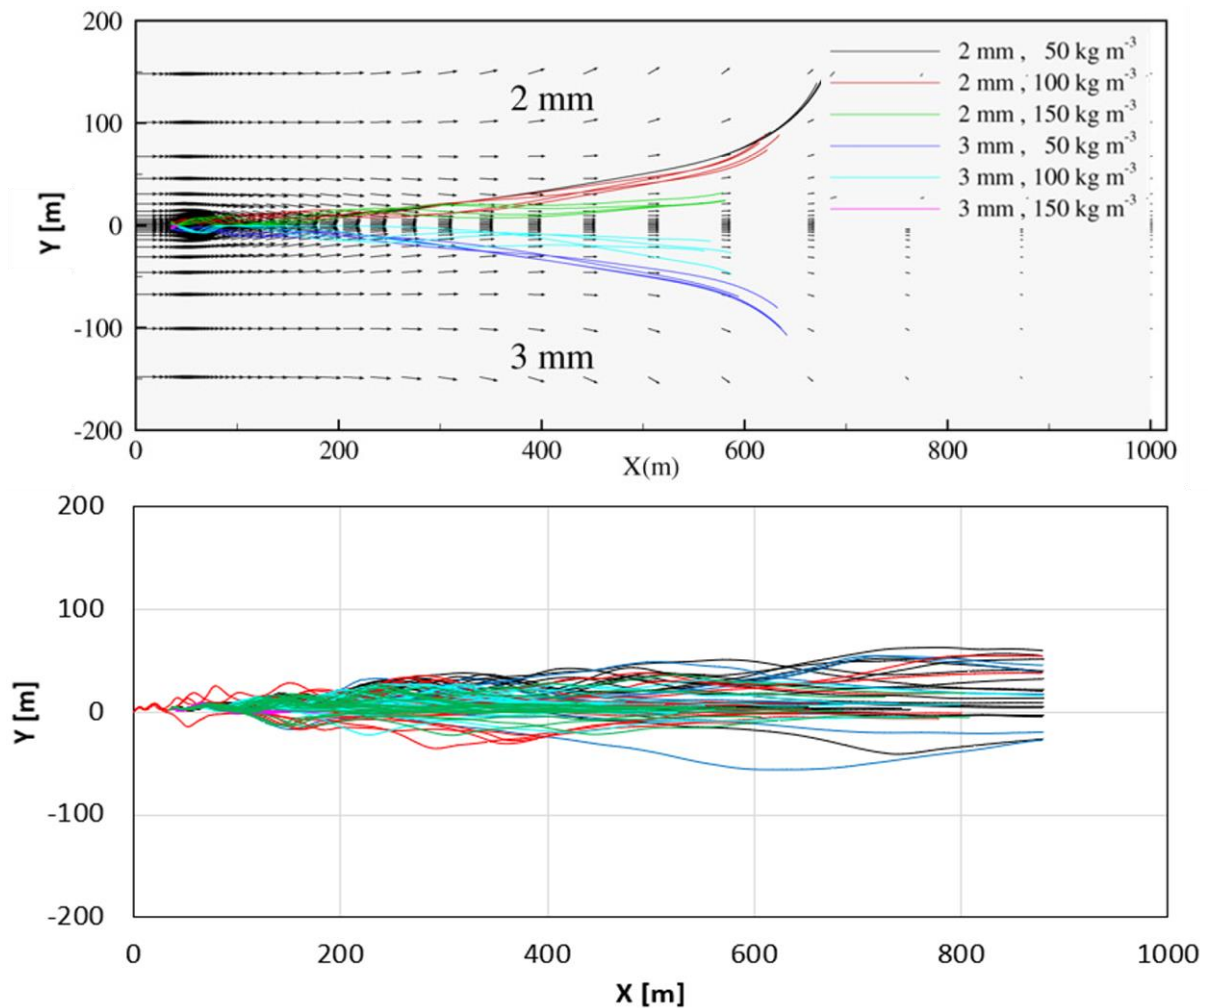 200
2 mm , 50 kg m-3
2 mm , 100 kg m-3
2 mm
100
2 mm , 150 kg m-3
3 mm , 50 kg m-3
3 mm , 100 kg m-3
3 mm , 150 kg m-3
Y [m]
0
-100
3 mm
-200
0 200 400 600 800 1000
X(m)
200
100
Y [m]
0
-100
-200
0 200 400 600 800 1000
X [m]